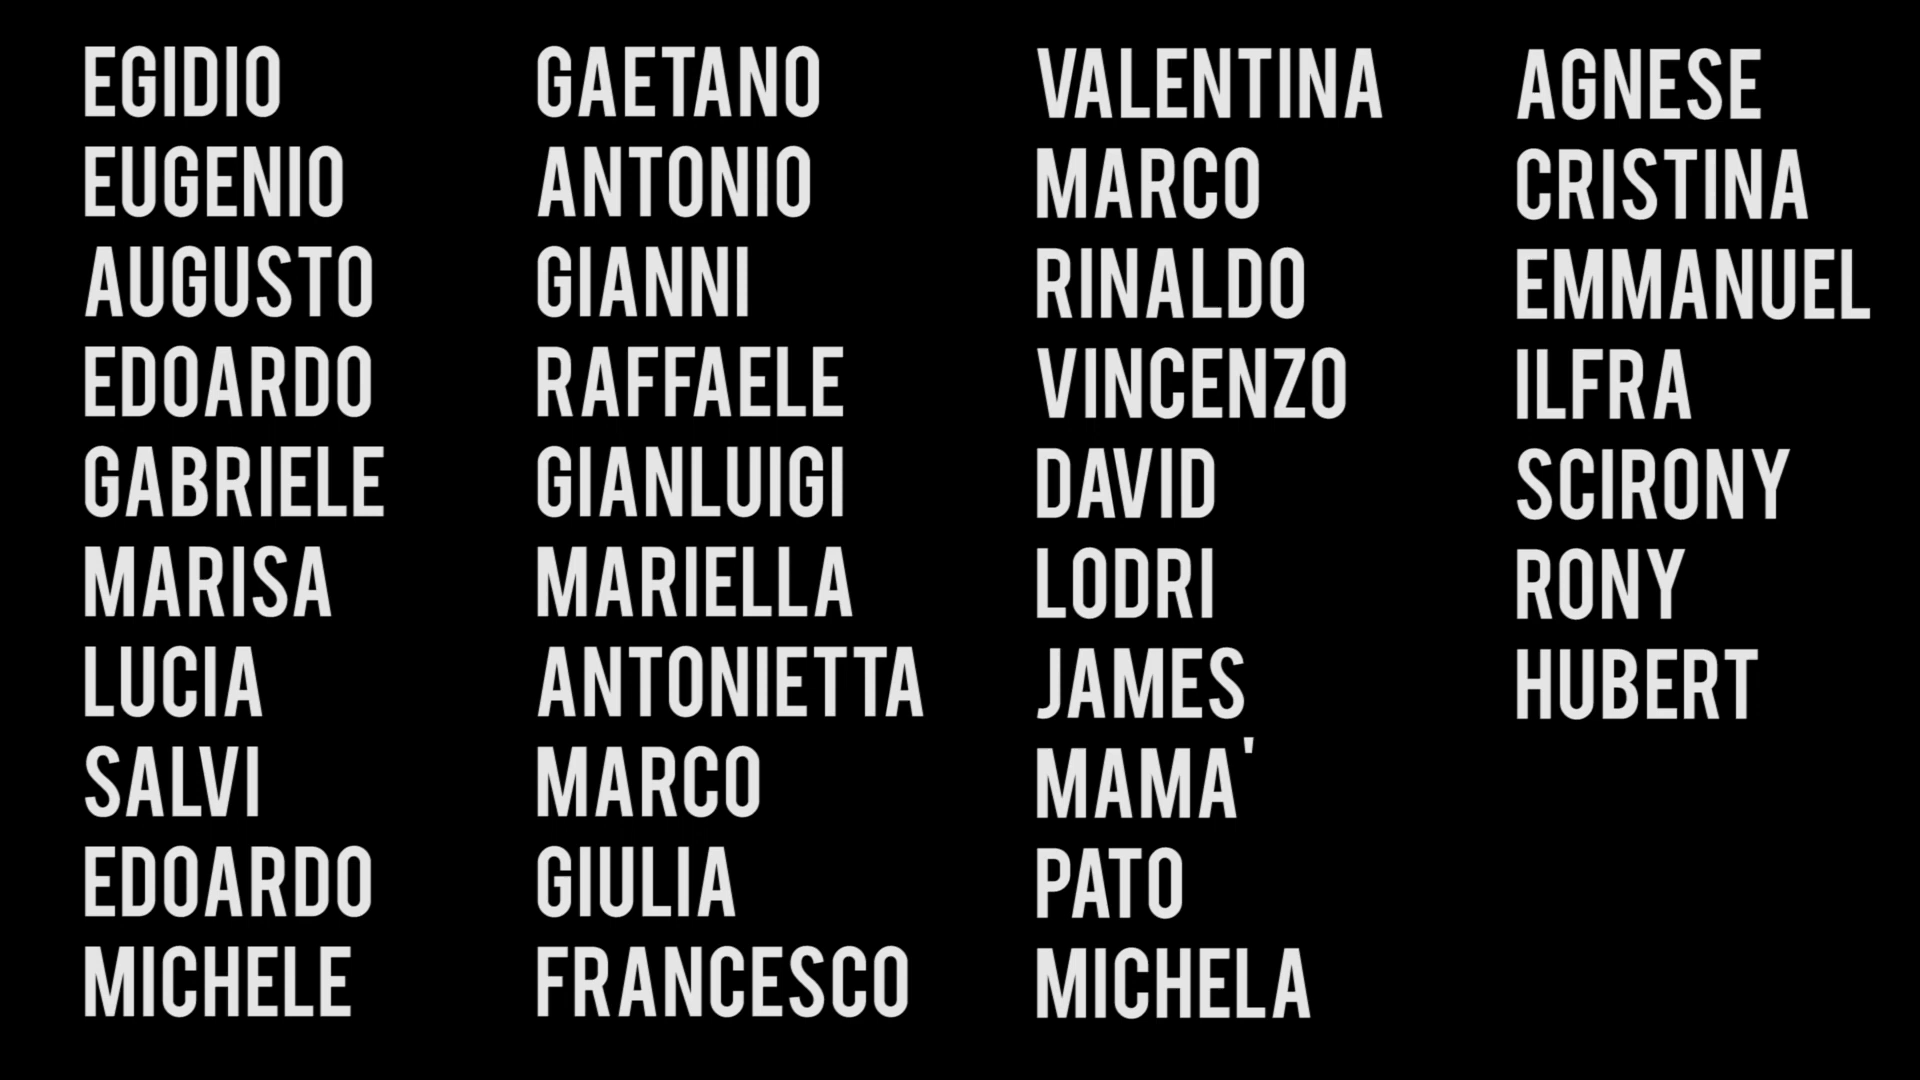 EGIDIO
EUGENIO
AUGUSTO
EDOARDO
GABRIELE
MARISA
LUCIA
SALVI
EDOARDO
MICHELE
GAETANO
ANTONIO
GIANNI
RAFFAELE
GIANLUIGI
MARIELLA
ANTONIETTA
MARCO
GIULIA
FRANCESCO
VALENTINA
MARCO
RINALDO
VINCENZO
DAVID
LODRI
JAMES
MAMA'
PATO
MICHELA
AGNESE
CRISTINA
EMMANUEL
ILFRA
SCIRONY
RONY
HUBERT